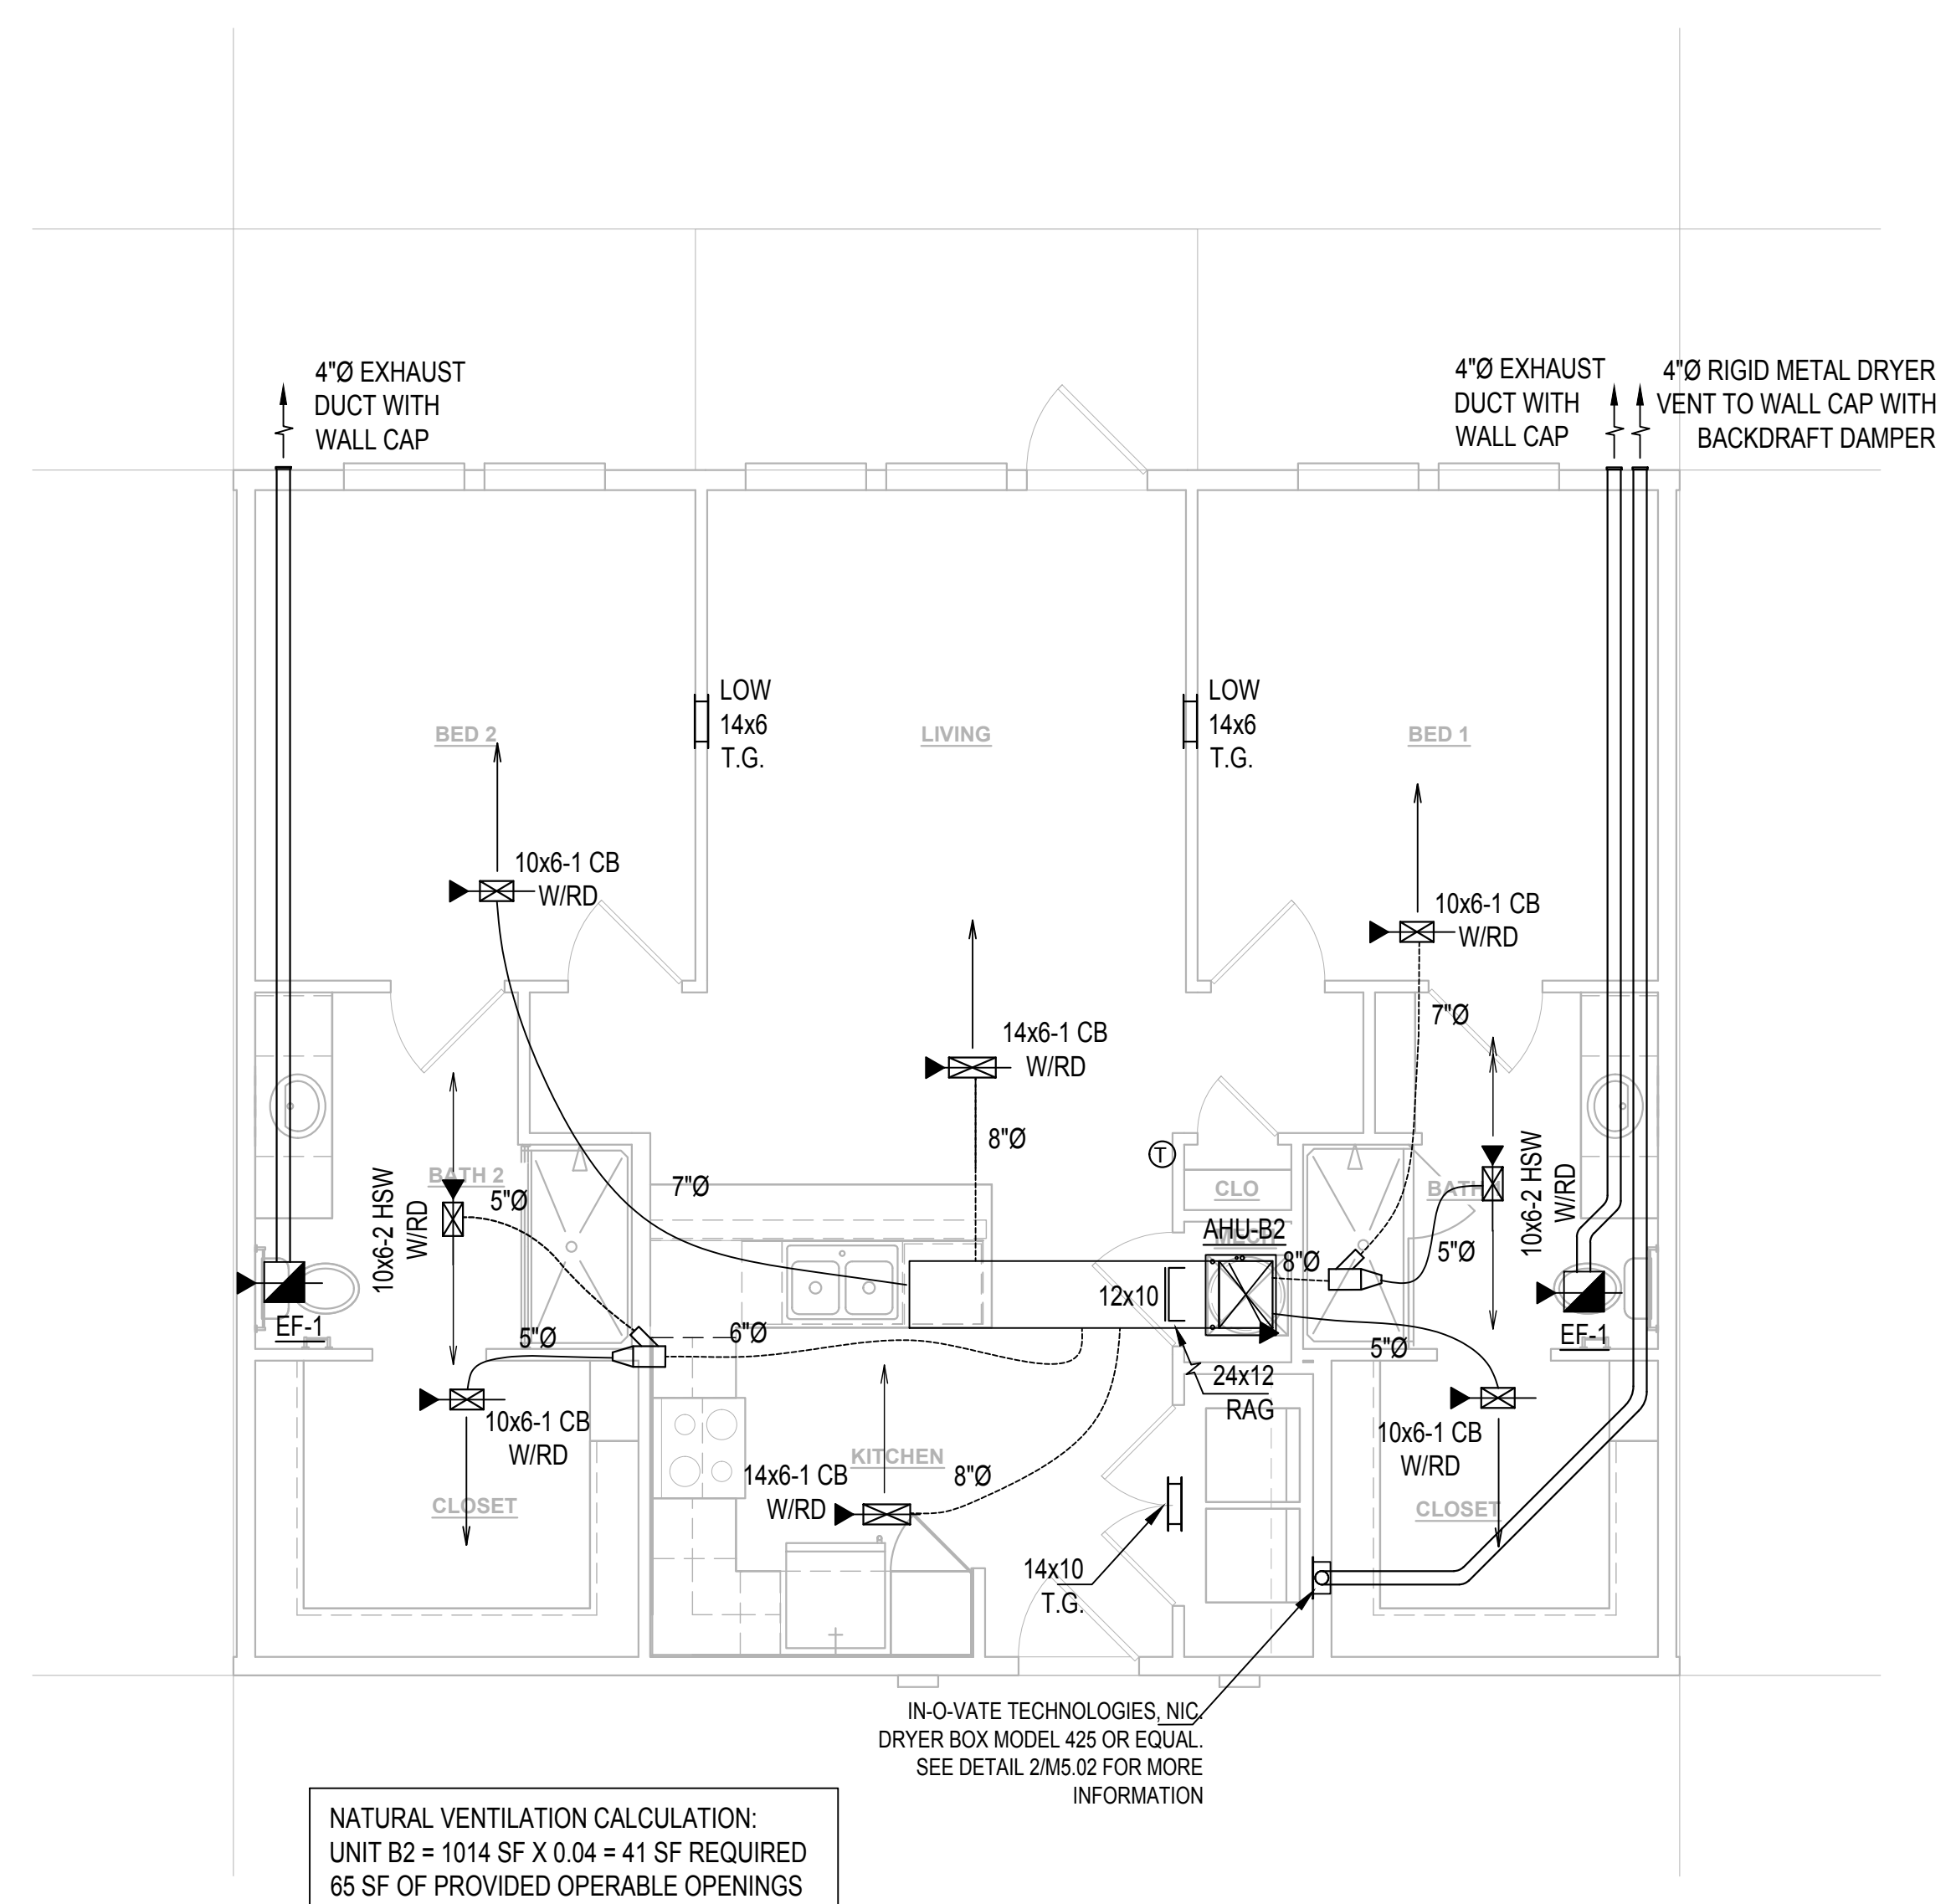 4"Ø EXHAUST
DUCT WITH
WALL CAP
4"Ø EXHAUST
DUCT WITH
WALL CAP
4"Ø RIGID METAL DRYER
VENT TO WALL CAP WITH
BACKDRAFT DAMPER
LOW
14x6
T.G.
LOW
14x6
T.G.
BED 2
LIVING
BED 1
10x6-1 CB
W/RD
10x6-1 CB
W/RD
7"Ø
14x6-1 CB
W/RD
8"Ø
T
BATH 2
5"Ø
10x6-2 HSW
W/RD
7"Ø
CLO
BATH
10x6-2 HSW
W/RD
AHU-B2
MECH
8"Ø
5"Ø
12x10
EF-1
5"Ø
6"Ø
5"Ø
EF-1
24x12
RAG
10x6-1 CB
W/RD
10x6-1 CB
W/RD
KITCHEN
14x6-1 CB
W/RD
8"Ø
CLOSET
CLOSET
14x10
T.G.
IN-O-VATE TECHNOLOGIES, NIC.
DRYER BOX MODEL 425 OR EQUAL.
SEE DETAIL 2/M5.02 FOR MORE
INFORMATION
NATURAL VENTILATION CALCULATION:
UNIT B2 = 1014 SF X 0.04 = 41 SF REQUIRED
65 SF OF PROVIDED OPERABLE OPENINGS